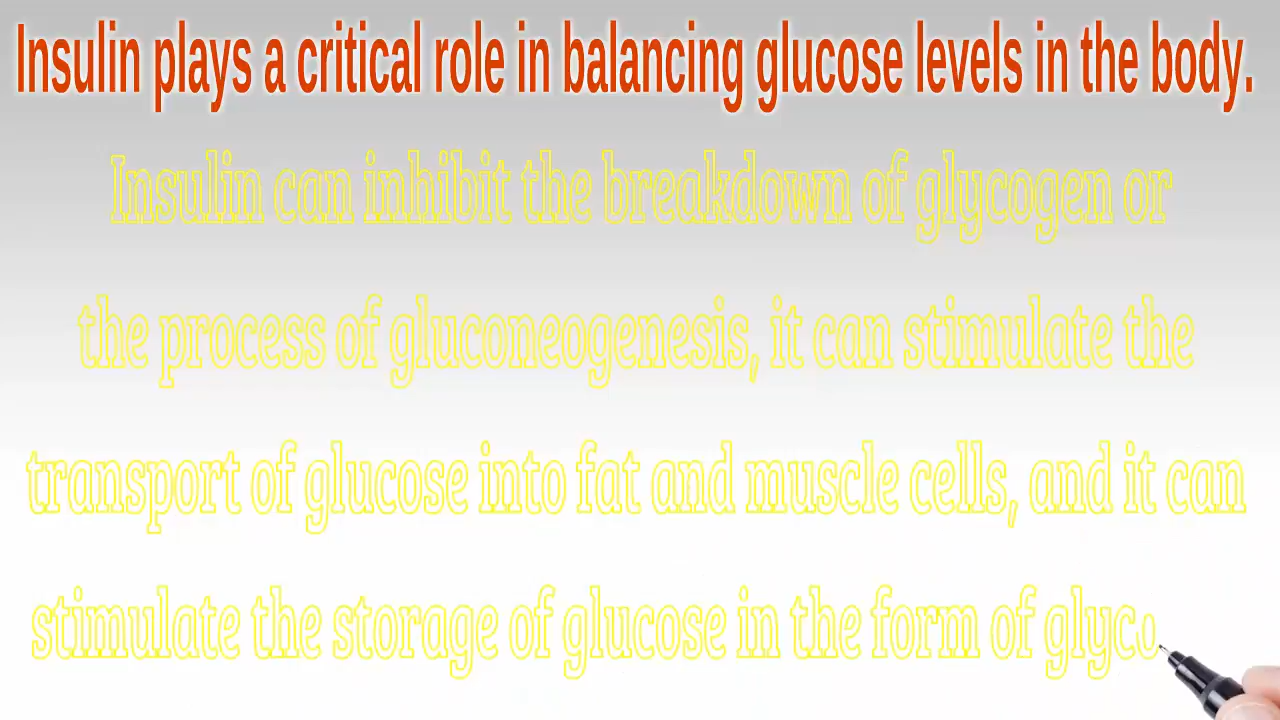 Insulin plays a critical role in balancing glucose levels in the body.
Insulin can inhibit the breakdown of glycogen or
the process of gluconeogenesis, it can stimulate the
transport of glucose into fat and muscle cells, and it can
stimulate the storage of glucose in the form of glyco